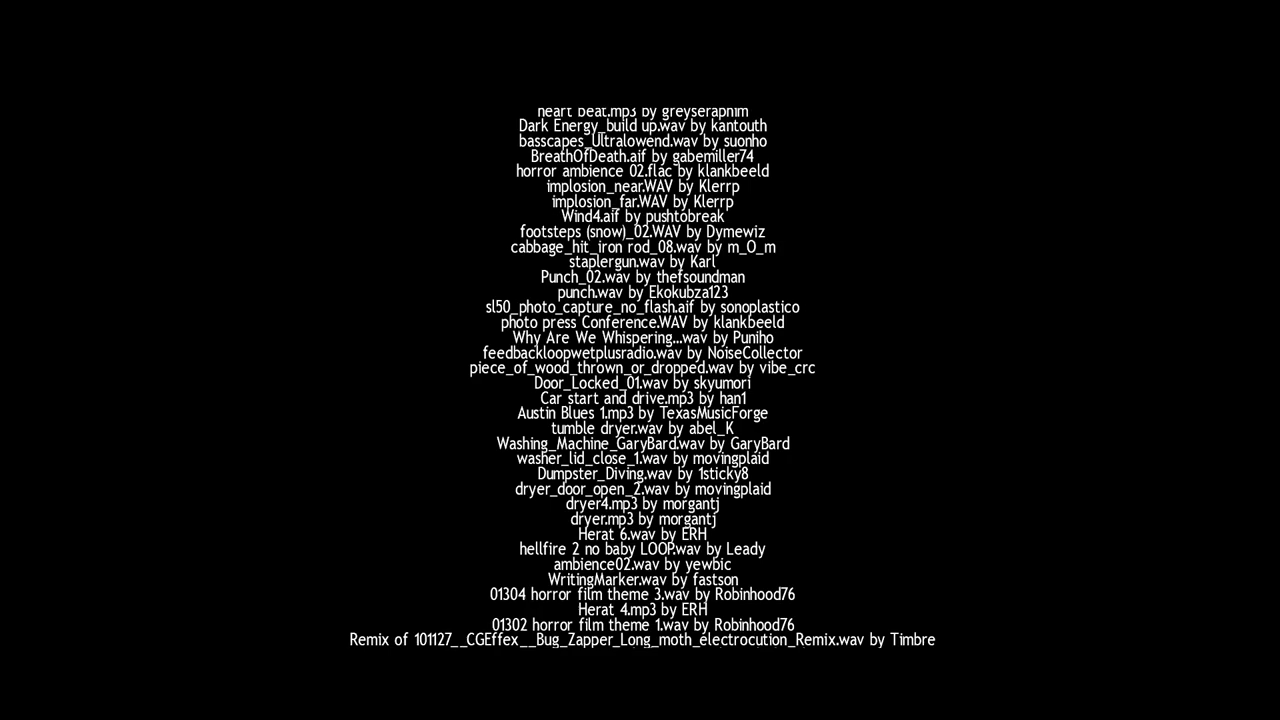 heart beat.mp3 by greyseraphim
Dark Energy_build up.wav by kantouth
basscapes_Ultralowend.wav by suonho
BreathOfDeath.aif by gabemiller74
horror ambience 02.flac by klankbeeld
implosion_near.WAV by Klerrp
implosion_far.WAV by Klerrp
Wind4.aif by pushtobreak
footsteps (snow)_02.WAV by Dymewiz
cabbage_hit_iron rod_08.wav by m_O_m
staplergun.wav by Karl
Punch_02.wav by thefsoundman
punch.wav by Ekokubza123
sl50_photo_capture_no_flash.aif by sonoplastico
photo press Conference.WAV by klankbeeld
Why Are We Whispering...wav by Puniho
feedbackloopwetplusradio.wav by NoiseCollector
piece_of_wood_thrown_or_dropped.wav by vibe_crc
Door_Locked_01.wav by skyumori
Car start and drive.mp3 by han1
Austin Blues 1.mp3 by TexasMusicForge
tumble dryer.wav by abel_K
Washing_Machine_GaryBard.wav by GaryBard
washer_lid_close_1.wav by movingplaid
Dumpster_Diving.wav by 1sticky8
dryer_door_open_2.wav by movingplaid
dryer4.mp3 by morgantj
dryer.mp3 by morgantj
Herat 6.wav by ERH
hellfire 2 no baby LOOP.wav by Leady
ambience02.wav by yewbic
WritingMarker.wav by fastson
01304 horror film theme 3.wav by Robinhood76
Herat 4.mp3 by ERH
01302 horror film theme 1.wav by Robinhood76
Remix of 101127__CGEffex__Bug_Zapper_Long_moth_electrocution_Remix.wav by Timbre